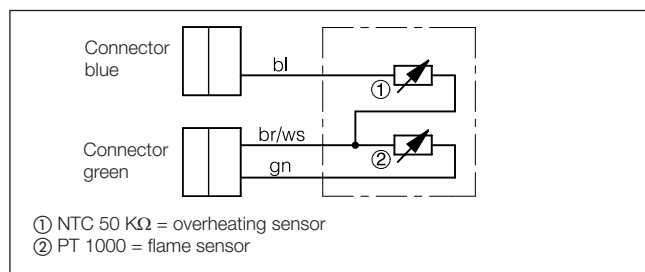 Connector
blue
bl
①
Connector
green
br/ws
②
gn
① NTC 50 KΩ = overheating sensor
② PT 1000 = flame sensor